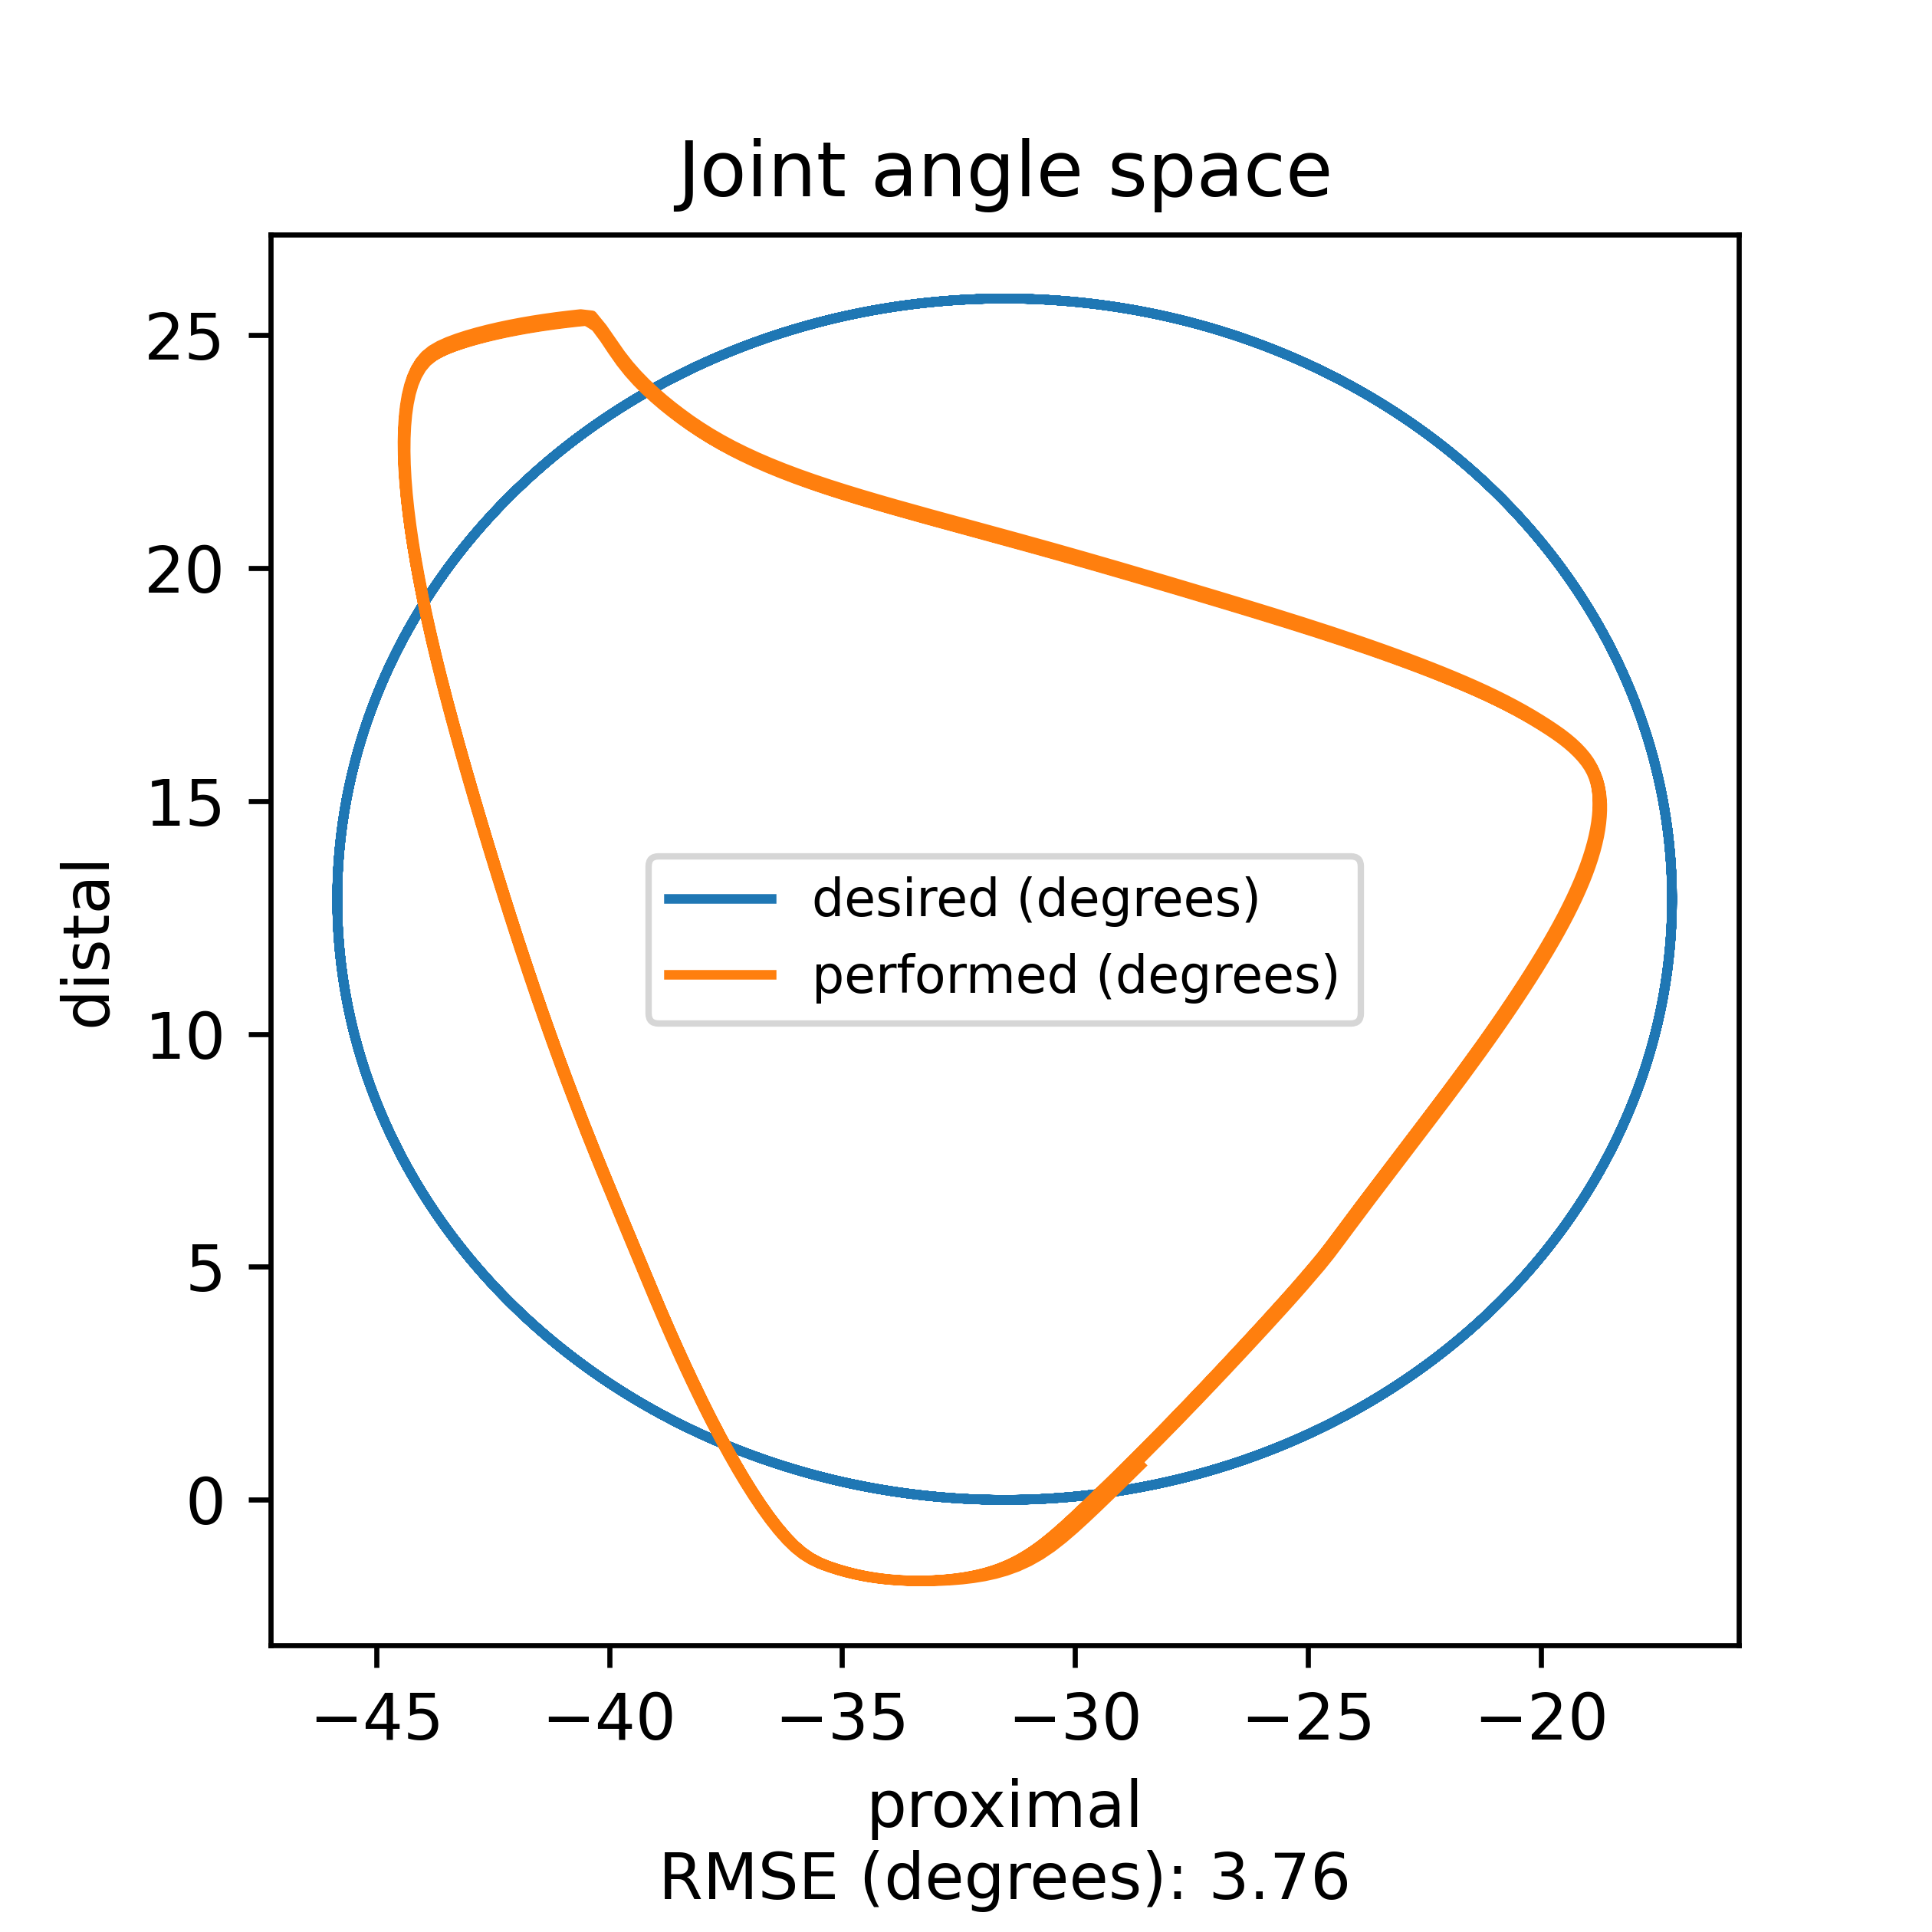 Joint angle space
25
20
15
10
5
0
distal
desired (degrees)
performed (degrees)
−45 −40 −35 −30 −25 −20
proximal
RMSE (degrees): 3.76